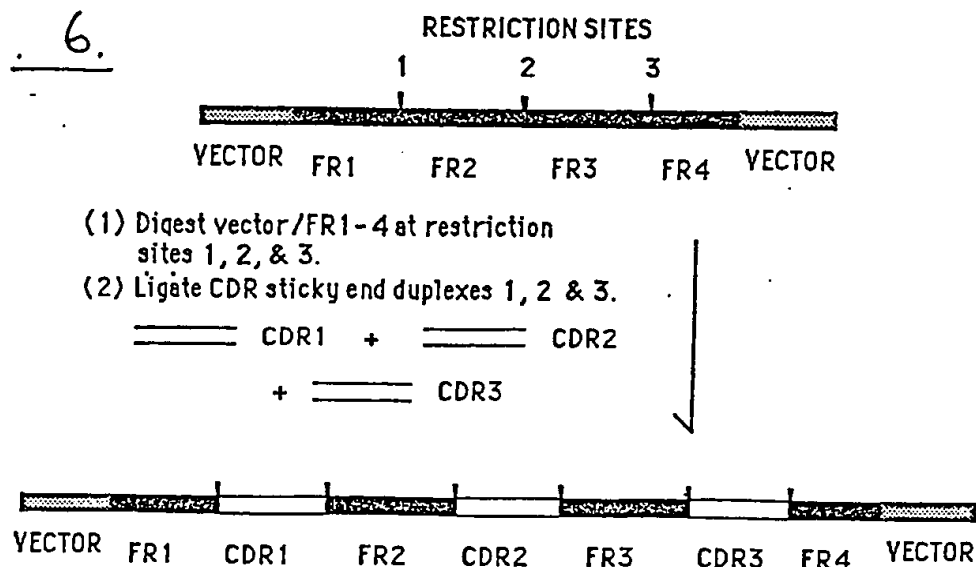 . 6.
RESTRICTION SITES
1 2 3
VECTOR FR1 FR2 FR3 FR4 VECTOR
(1) Digest vector/FR1-4 at restriction
sites 1, 2, & 3.
(2) Ligate CDR sticky end duplexes 1, 2 & 3.
CDR1 + CDR2
+ CDR3
VECTOR FR1 CDR1 FR2 CDR2 FR3 CDR3 FR4 VECTOR